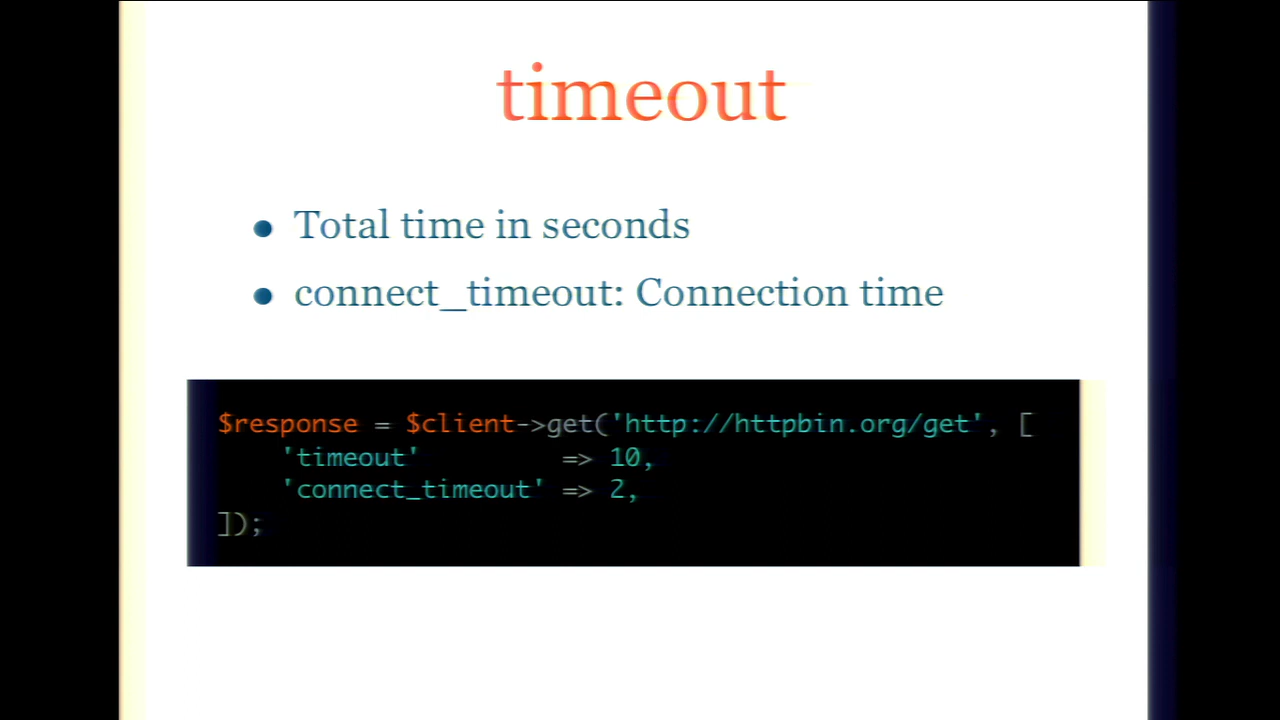 timeout
• Total time in seconds
• connect_timeout: Connection time
$response = $client->get('http://httpbin.org/get', [
    'timeout'         => 10,
    'connect_timeout' => 2,
]);